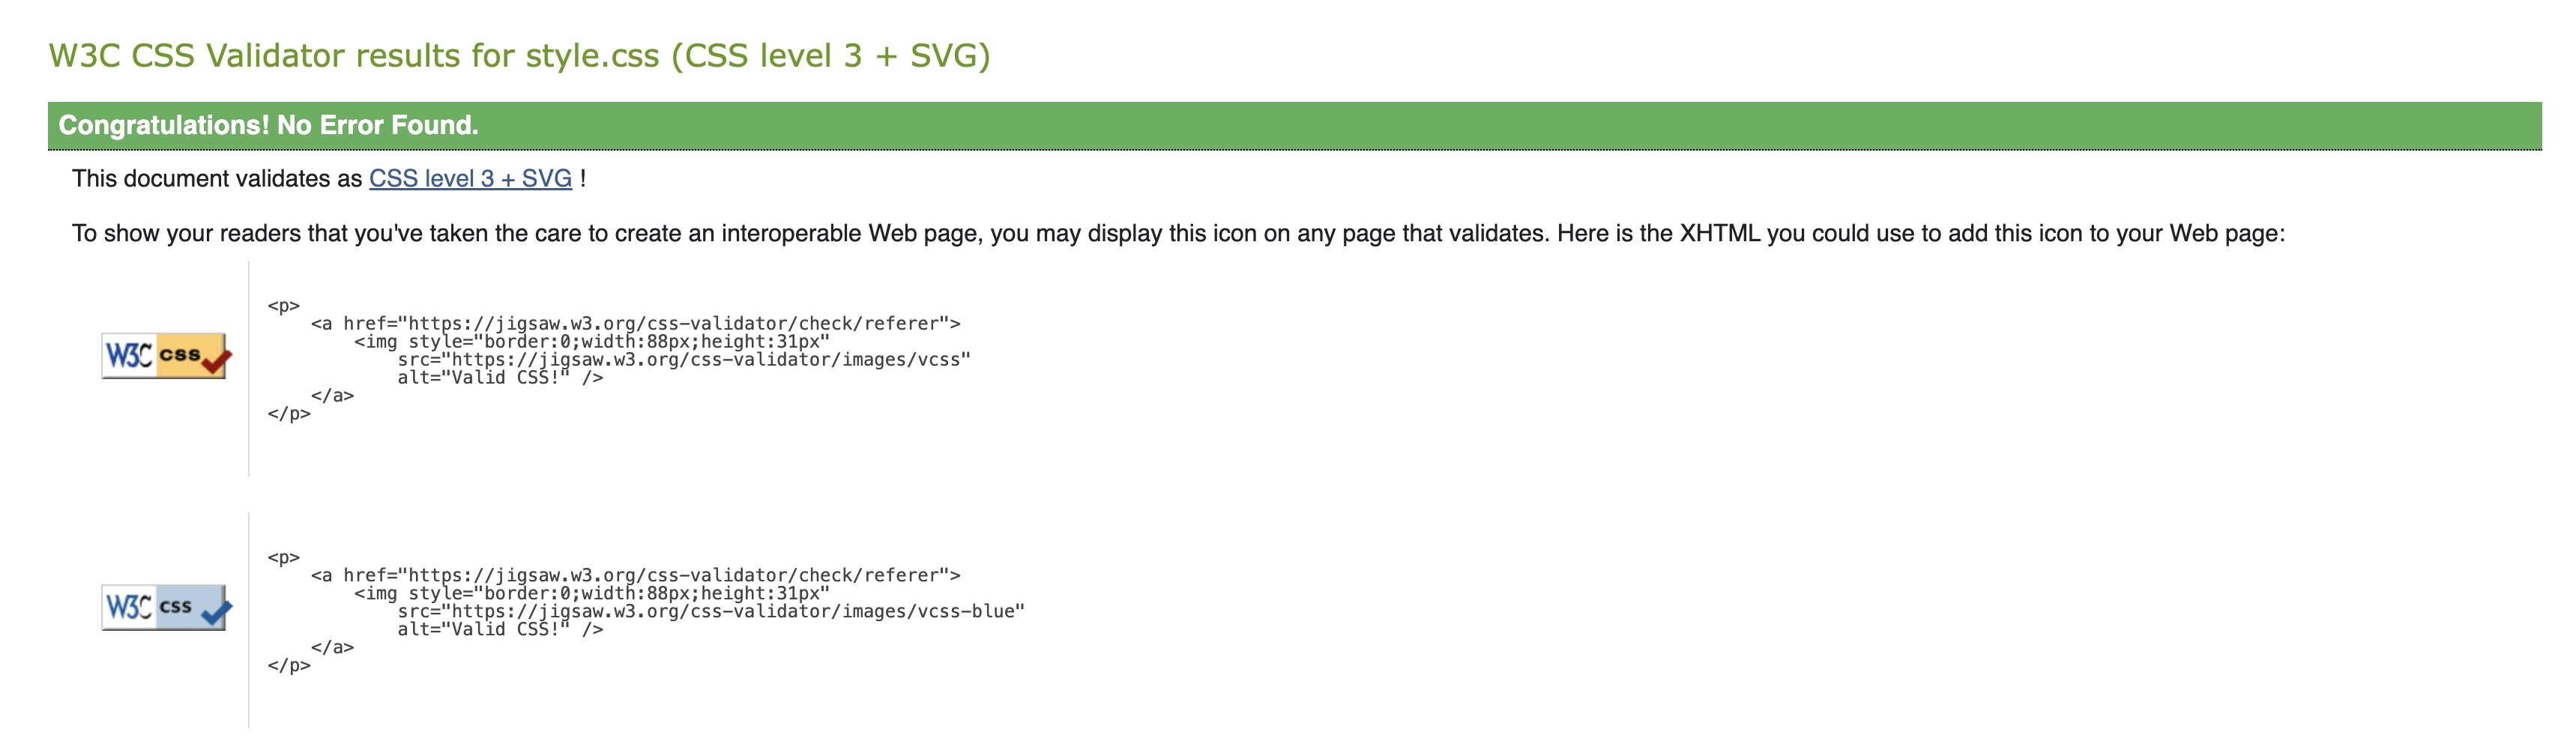 W3C CSS Validator results for style.css (CSS level 3 + SVG)
Congratulations! No Error Found.
This document validates as CSS level 3 + SVG !
To show your readers that you've taken the care to create an interoperable Web page, you may display this icon on any page that validates. Here is the XHTML you could use to add this icon to your Web page:
W3C css
<p>
<a href="https://jigsaw.w3.org/css-validator/check/referer">
<img style="border:0;width:88px;height:31px"
src="https://jigsaw.w3.org/css-validator/images/vcss"
alt="Valid CSS!" />
</a>
</p>
W3C css
<p>
<a href="https://jigsaw.w3.org/css-validator/check/referer">
<img style="border:0;width:88px;height:31px"
src="https://jigsaw.w3.org/css-validator/images/vcss-blue"
alt="Valid CSS!" />
</a>
</p>